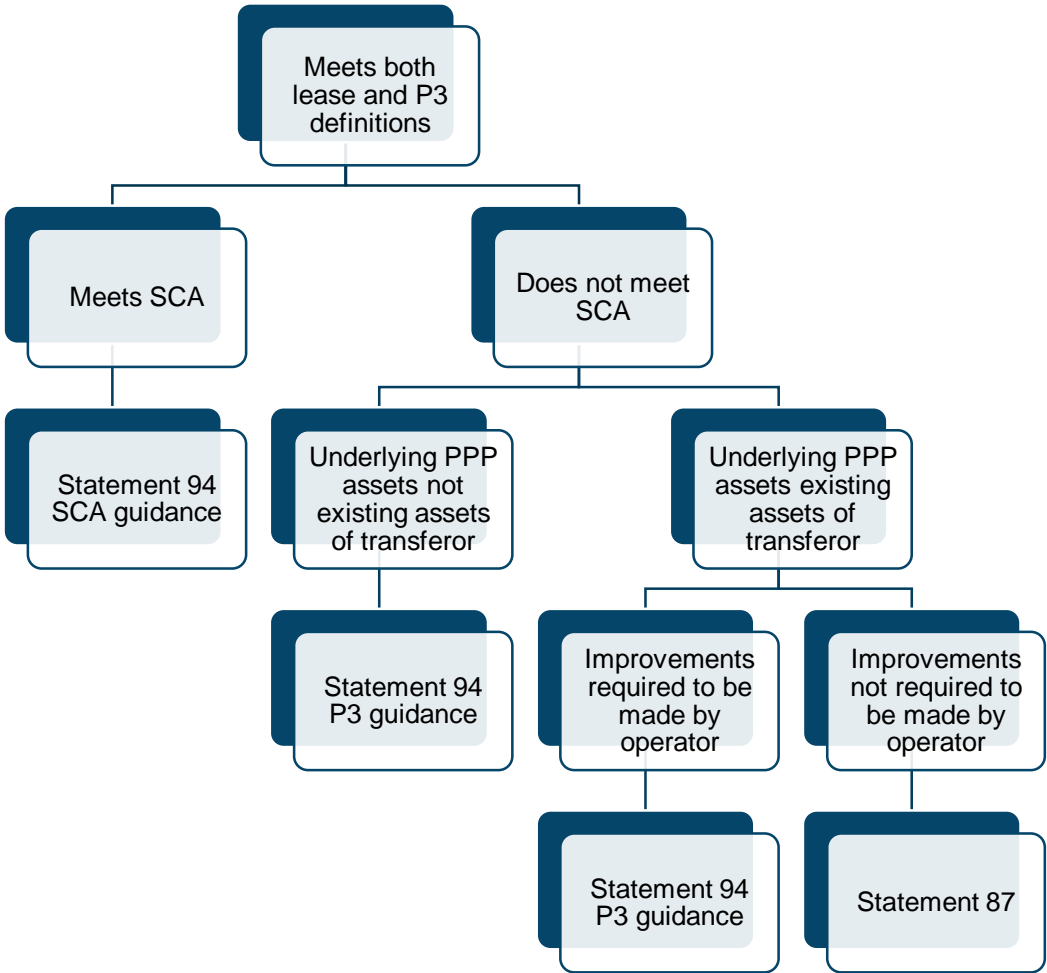 Meets both
lease and P3
definitions
Meets SCA
Does not meet
SCA
Statement 94
SCA guidance
Underlying PPP
assets not
existing assets
of transferor
Underlying PPP
assets existing
assets of
transferor
Statement 94
P3 guidance
Improvements
required to be
made by
operator
Improvements
not required to
be made by
operator
Statement 94
P3 guidance
Statement 87